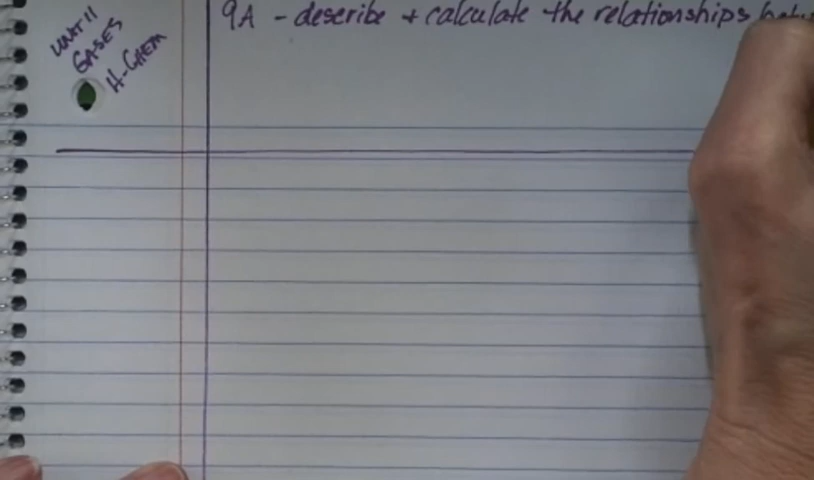 UNIT 11
GASES
H-CHEM
9A - describe + calculate the relationships